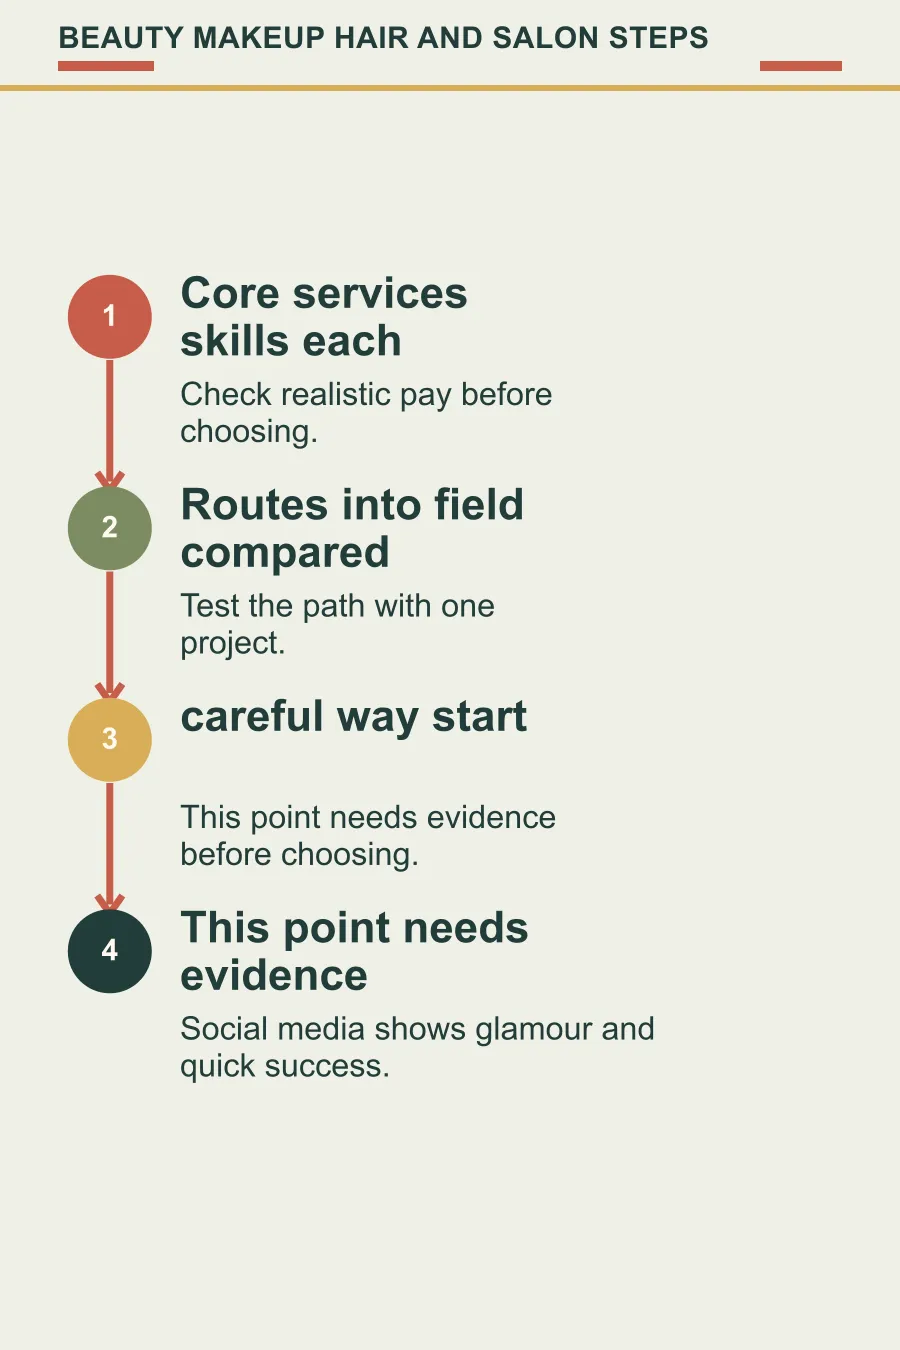 BEAUTY MAKEUP HAIR AND SALON STEPS
1
Core services
skills each
Check realistic pay before
choosing.
2
Routes into field
compared
Test the path with one
project.
3
careful way start
This point needs evidence
before choosing.
4
This point needs
evidence
Social media shows glamour and
quick success.